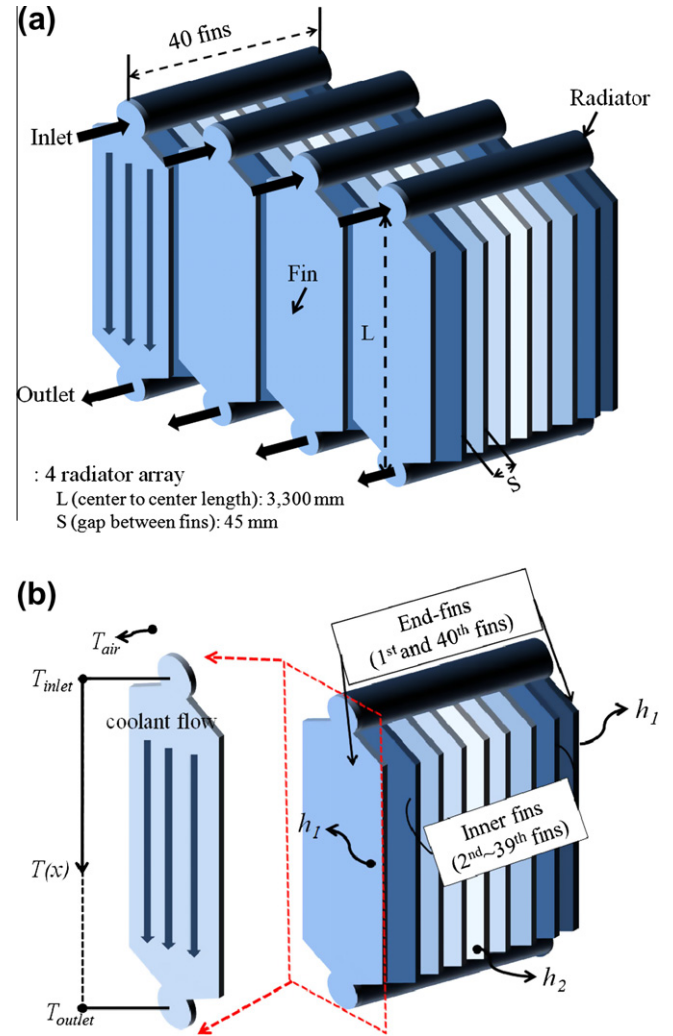 (a)
40 fins
Radiator
Inlet
Fin
L
Outlet
S
: 4 radiator array
L (center to center length): 3,300 mm
S (gap between fins): 45 mm
(b)
End-fins
(1st and 40th fins)
Tair
Tinlet
coolant flow
h1
h1
Inner fins
(2nd~39th fins)
T(x)
h2
Toutlet